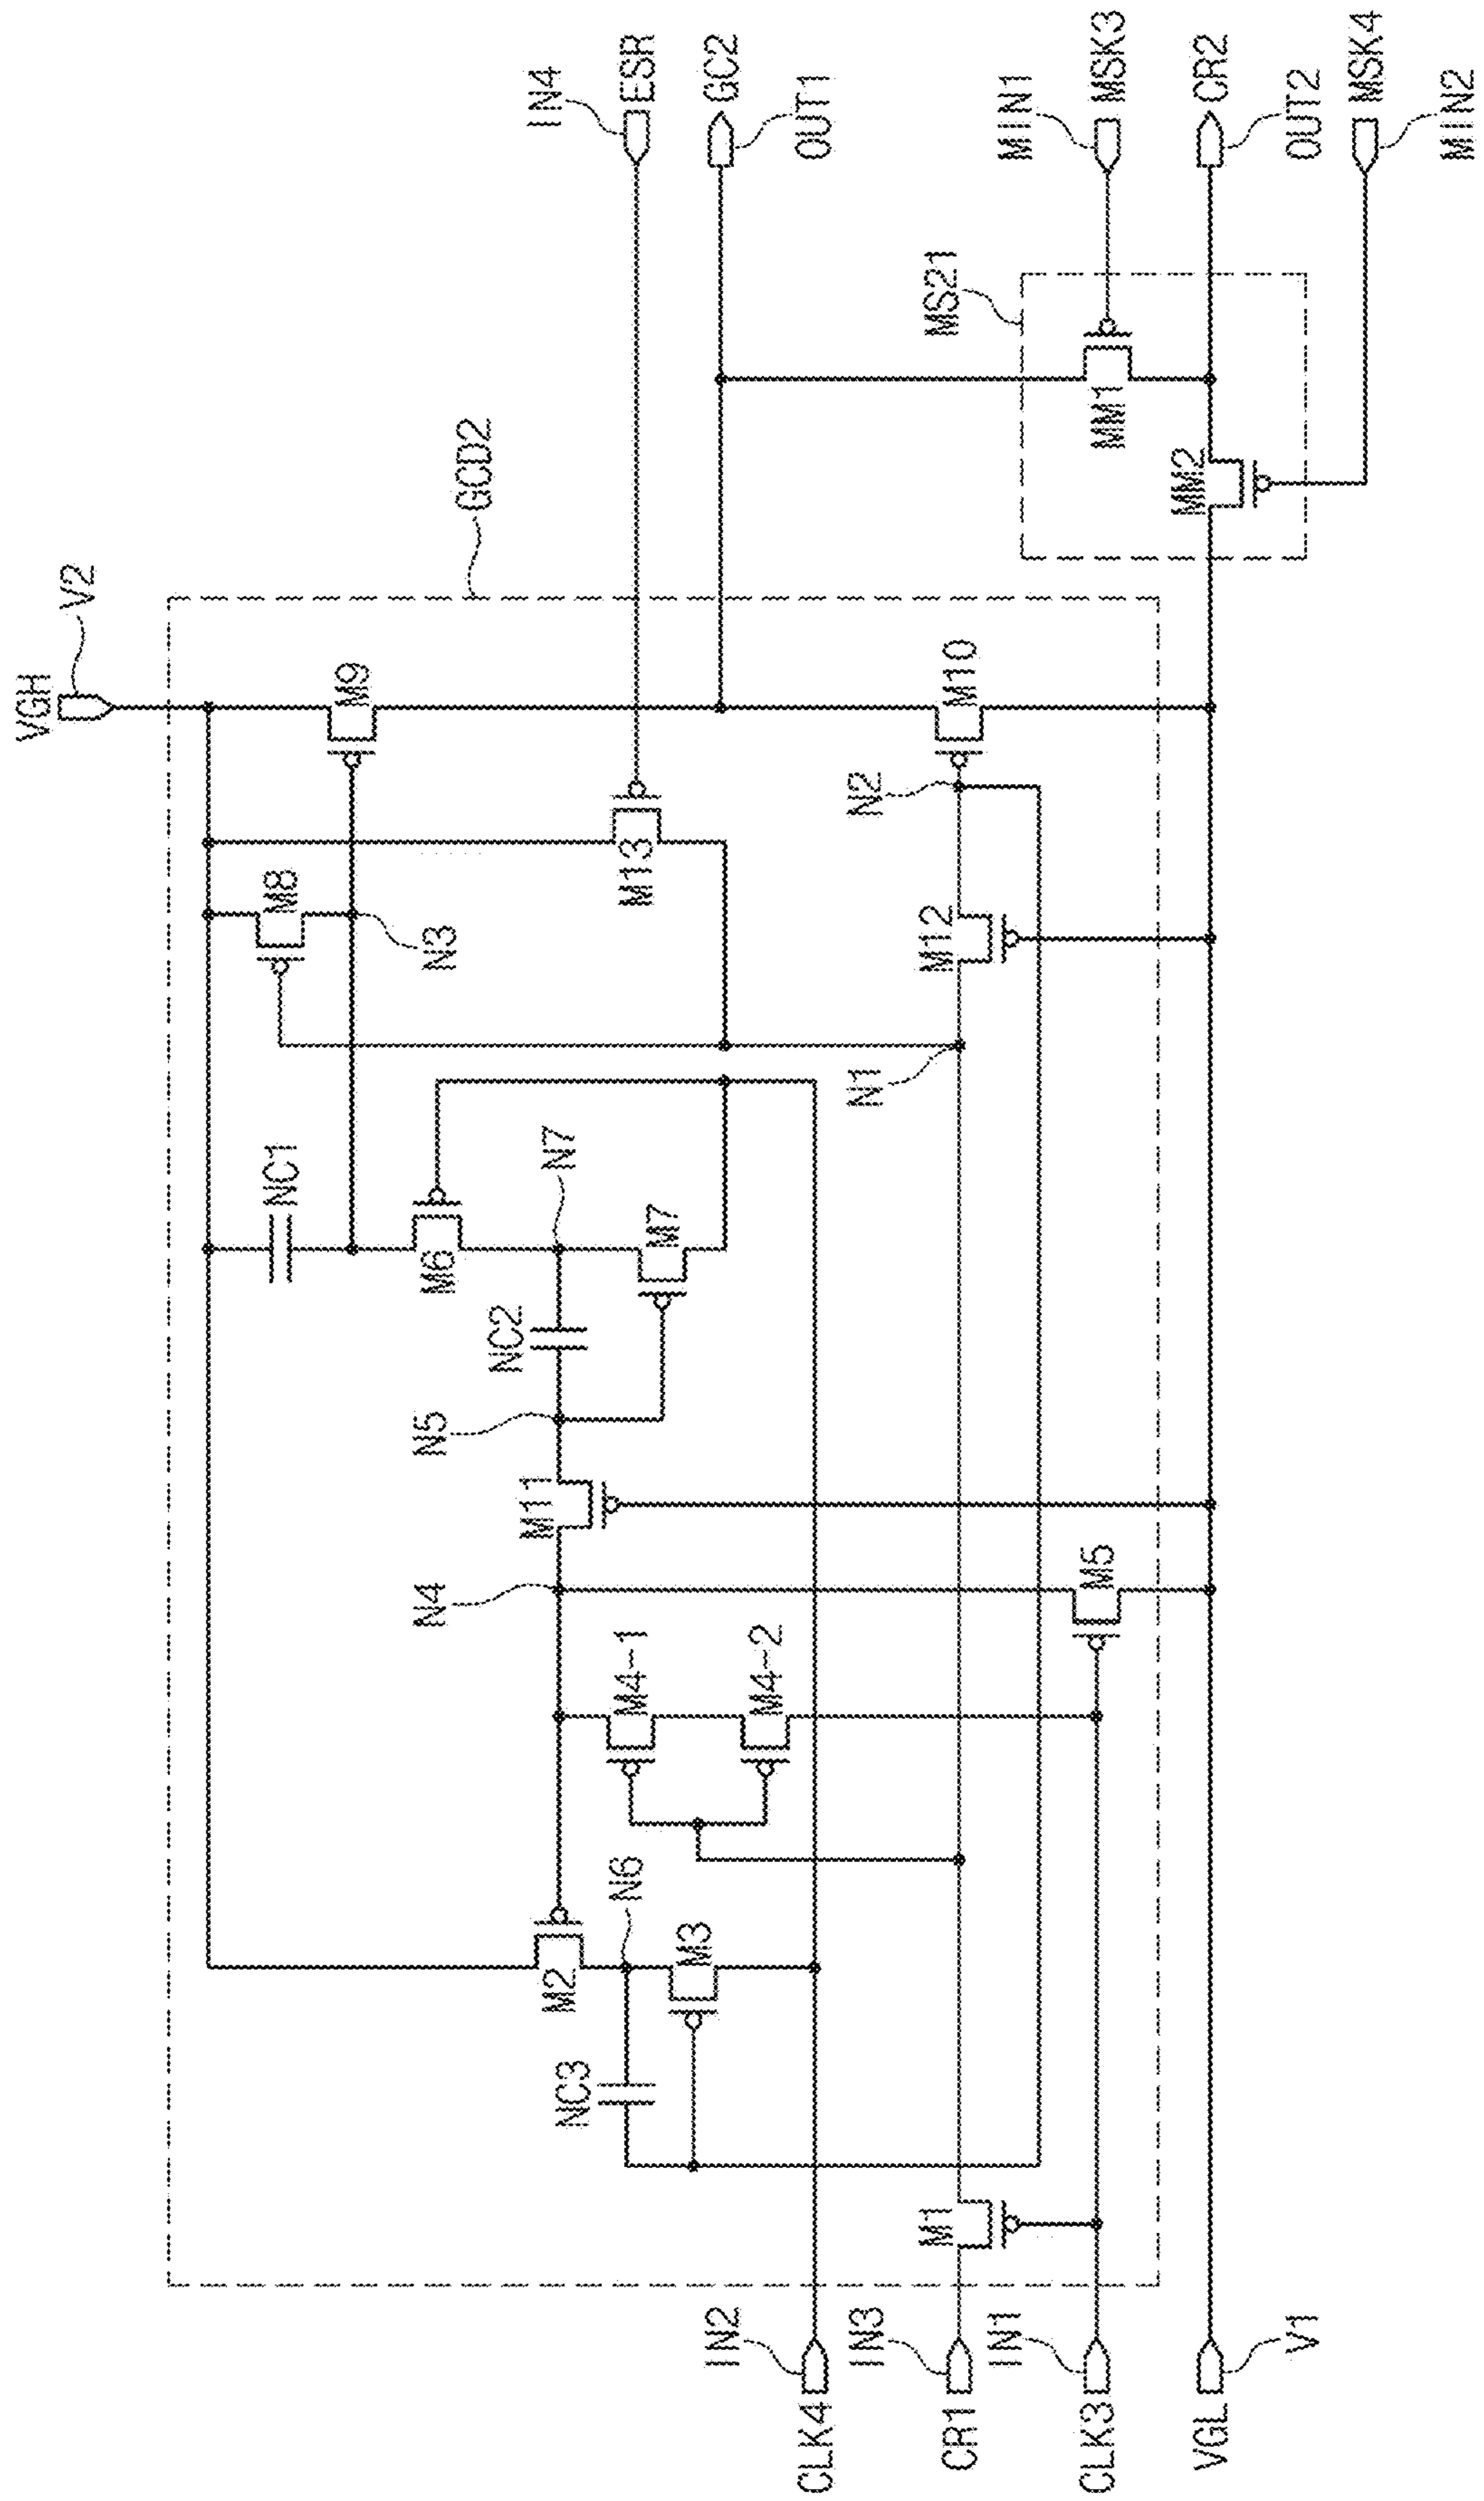 VGH
V2
GCD2
IN4
ESR
GC2
OUT1
MS21
MIN1
MSK3
MM1
CR2
OUT2
MM2
MSK4
MIN2
M9
M8
N3
M13
NC1
M6
N7
M7
NC2
N5
M11
N4
M4-1
M4-2
M2
N6
M3
NC3
N1
M12
N2
M10
M5
M1
IN2
CLK4
IN3
CR1
IN1
CLK3
VGL
V1